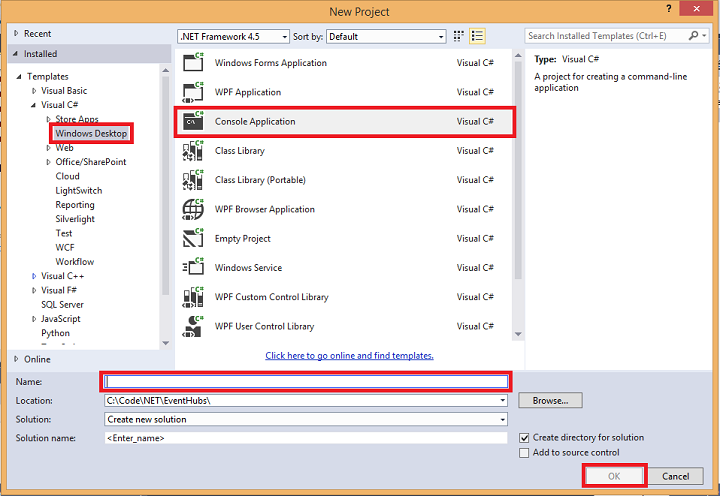 New Project
? ×
Recent
.NET Framework 4.5
Sort by: Default
Search Installed Templates (Ctrl+E)
Installed
Templates
Visual Basic
Visual C#
Store Apps
Windows Desktop
Web
Office/SharePoint
Cloud
LightSwitch
Reporting
Silverlight
Test
WCF
Workflow
Visual C++
Visual F#
SQL Server
JavaScript
Python
Online
Windows Forms Application Visual C#
WPF Application Visual C#
Console Application Visual C#
Class Library Visual C#
Class Library (Portable) Visual C#
WPF Browser Application Visual C#
Empty Project Visual C#
Windows Service Visual C#
WPF Custom Control Library Visual C#
WPF User Control Library Visual C#
Click here to go online and find templates.
Type: Visual C#
A project for creating a command-line
application
Name:
Location: C:\Code\NET\EventHubs\
Browse...
Solution: Create new solution
Solution name: <Enter_name>
Create directory for solution
Add to source control
OK Cancel